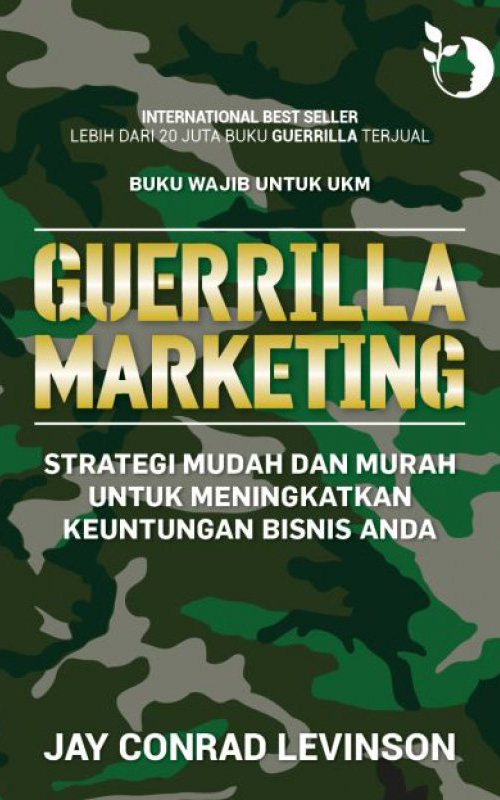 INTERNATIONAL BEST SELLER
LEBIH DARI 20 JUTA BUKU GUERRILLA TERJUAL
BUKU WAJIB UNTUK UKM
GUERRILLA
MARKETING
STRATEGI MUDAH DAN MURAH
UNTUK MENINGKATKAN
KEUNTUNGAN BISNIS ANDA
JAY CONRAD LEVINSON